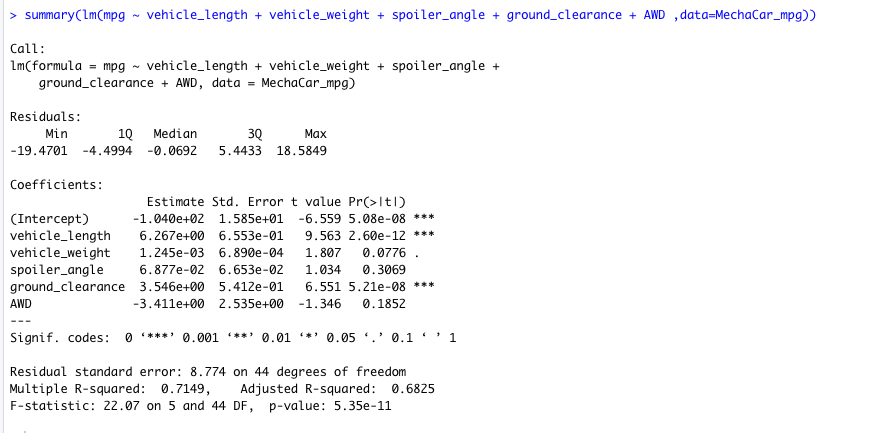 > summary(lm(mpg ~ vehicle_length + vehicle_weight + spoiler_angle + ground_clearance + AWD ,data=MechaCar_mpg))
Call:
lm(formula = mpg ~ vehicle_length + vehicle_weight + spoiler_angle +
    ground_clearance + AWD, data = MechaCar_mpg)
Residuals:
     Min       1Q   Median       3Q      Max
-19.4701  -4.4994  -0.0692   5.4433  18.5849
Coefficients:
                   Estimate Std. Error t value Pr(>|t|)
(Intercept)      -1.040e+02  1.585e+01  -6.559 5.08e-08 ***
vehicle_length    6.267e+00  6.553e-01   9.563 2.60e-12 ***
vehicle_weight    1.245e-03  6.890e-04   1.807   0.0776 .
spoiler_angle     6.877e-02  6.653e-02   1.034   0.3069
ground_clearance  3.546e+00  5.412e-01   6.551 5.21e-08 ***
AWD              -3.411e+00  2.535e+00  -1.346   0.1852
---
Signif. codes:  0 ‘***’ 0.001 ‘**’ 0.01 ‘*’ 0.05 ‘.’ 0.1 ‘ ’ 1
Residual standard error: 8.774 on 44 degrees of freedom
Multiple R-squared:  0.7149,    Adjusted R-squared:  0.6825
F-statistic: 22.07 on 5 and 44 DF,  p-value: 5.35e-11